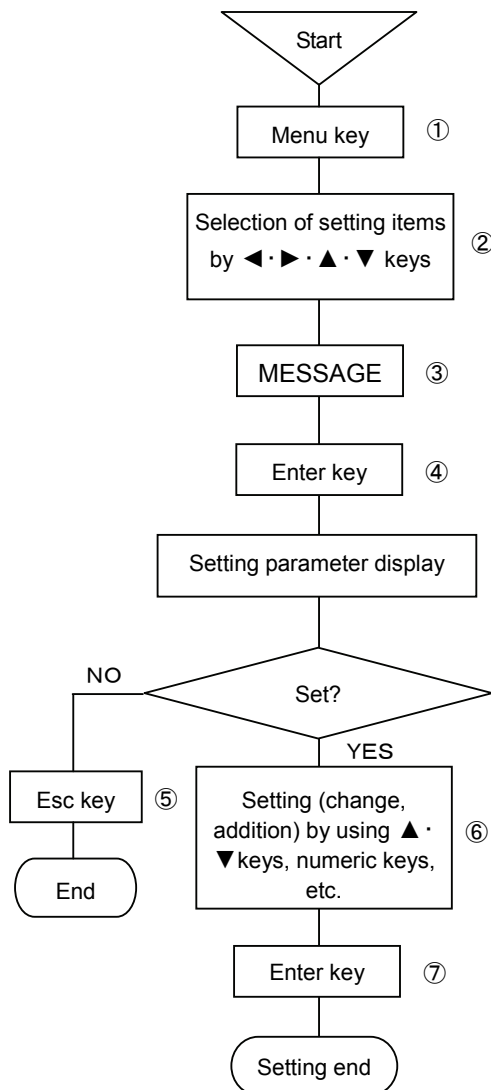 Start
Menu key ①
Selection of setting items
by ◀・▶・▲・▼ keys ②
MESSAGE ③
Enter key ④
Setting parameter display
Set?
NO
YES
Esc key ⑤
End
Setting (change,
addition) by using ▲・
▼keys, numeric keys,
etc.
⑥
Enter key ⑦
Setting end